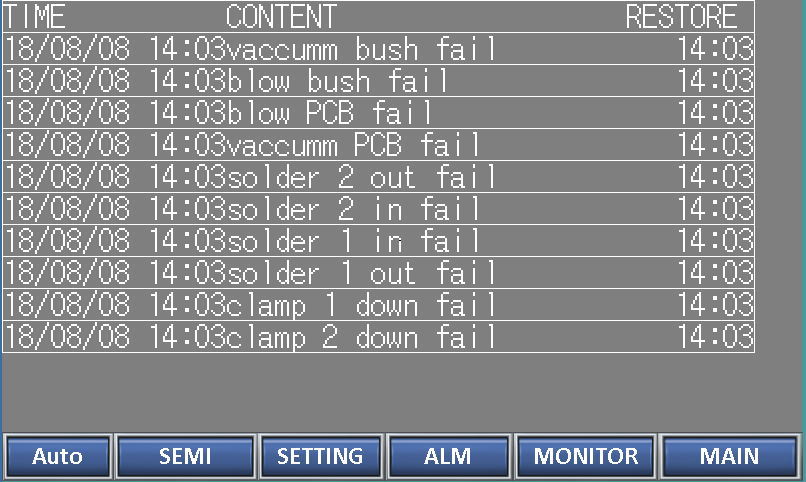 TIME CONTENT RESTORE
18/08/08 14:03vaccumm bush fail 14:03
18/08/08 14:03blow bush fail 14:03
18/08/08 14:03blow PCB fail 14:03
18/08/08 14:03vaccumm PCB fail 14:03
18/08/08 14:03solder 2 out fail 14:03
18/08/08 14:03solder 2 in fail 14:03
18/08/08 14:03solder 1 in fail 14:03
18/08/08 14:03solder 1 out fail 14:03
18/08/08 14:03clamp 1 down fail 14:03
18/08/08 14:03clamp 2 down fail 14:03
Auto SEMI SETTING ALM MONITOR MAIN